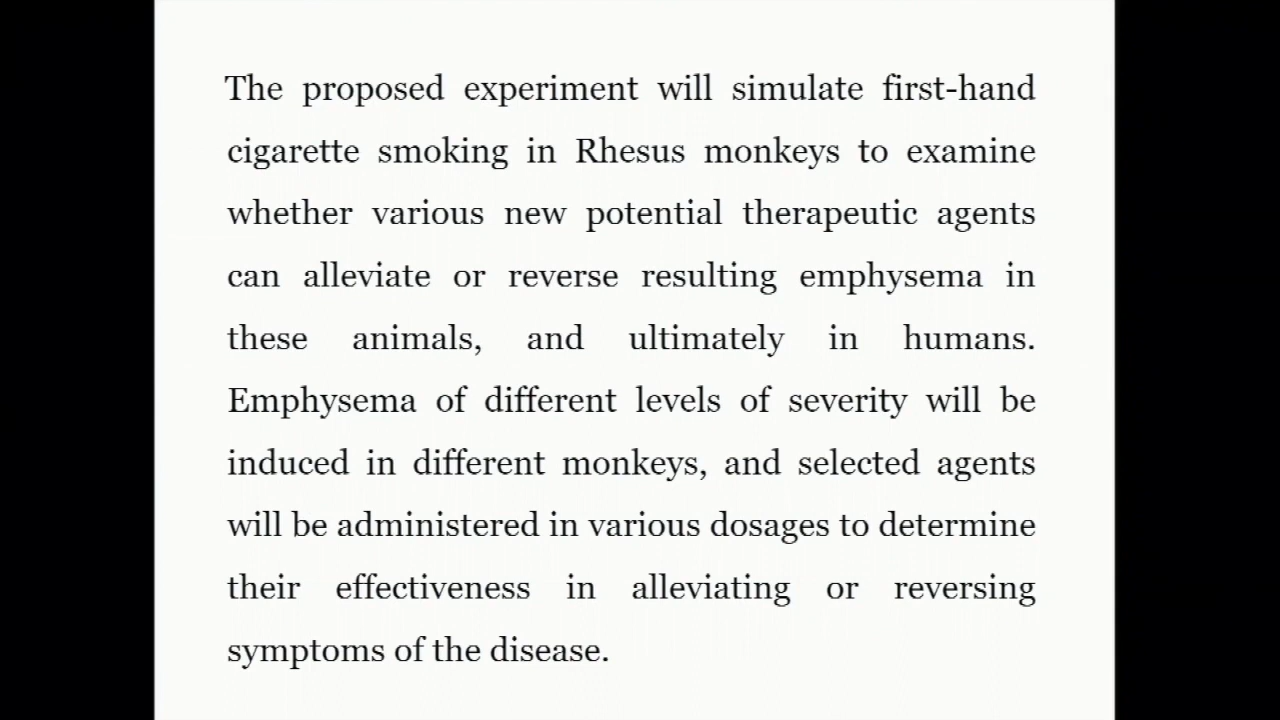 The proposed experiment will simulate first-hand
cigarette smoking in Rhesus monkeys to examine
whether various new potential therapeutic agents
can alleviate or reverse resulting emphysema in
these animals, and ultimately in humans.
Emphysema of different levels of severity will be
induced in different monkeys, and selected agents
will be administered in various dosages to determine
their effectiveness in alleviating or reversing
symptoms of the disease.